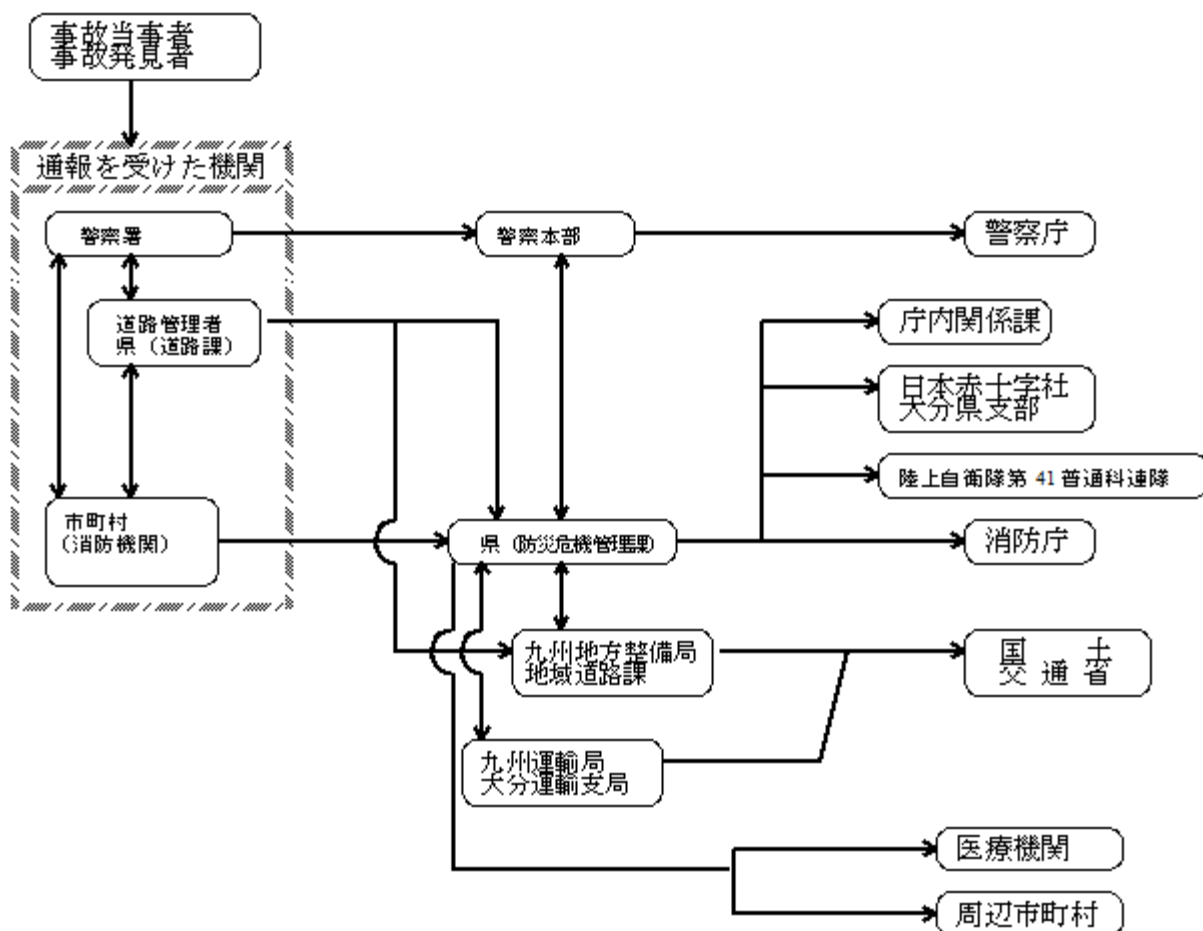 事故当事者
事故発見者
通報を受けた機関
警察署
警察本部
警察庁
道路管理者
県（道路課）
庁内関係課
日本赤十字社
大分県支部
陸上自衛隊第 41 普通科連隊
市町村
（消防機関）
県（防災危機管理課）
消防庁
九州地方整備局
地域道路課
国 土
交 通 省
九州運輸局
大分運輸支局
医療機関
周辺市町村